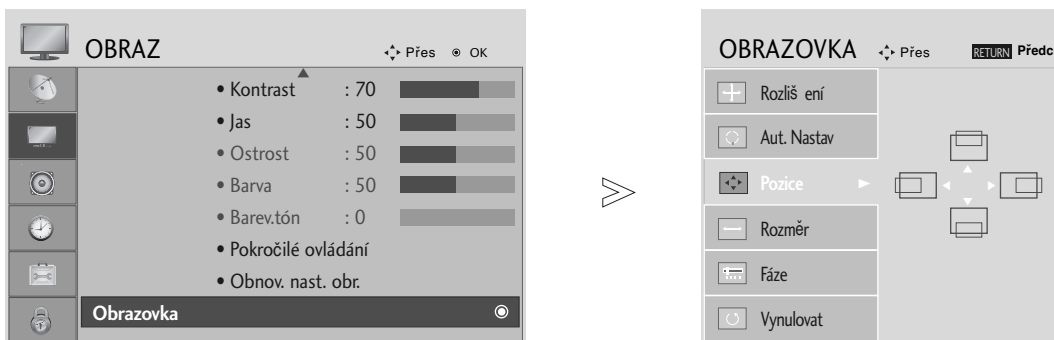 OBRAZ
Přes OK
• Kontrast : 70
• Jas : 50
• Ostrost : 50
• Barva : 50
• Barev.tón : 0
• Pokročilé ovládání
• Obnov. nast. obr.
Obrazovka
OBRAZOVKA
Přes RETURN Předc
Rozliš ení
Aut. Nastav
Pozice
Rozměr
Fáze
Vynulovat